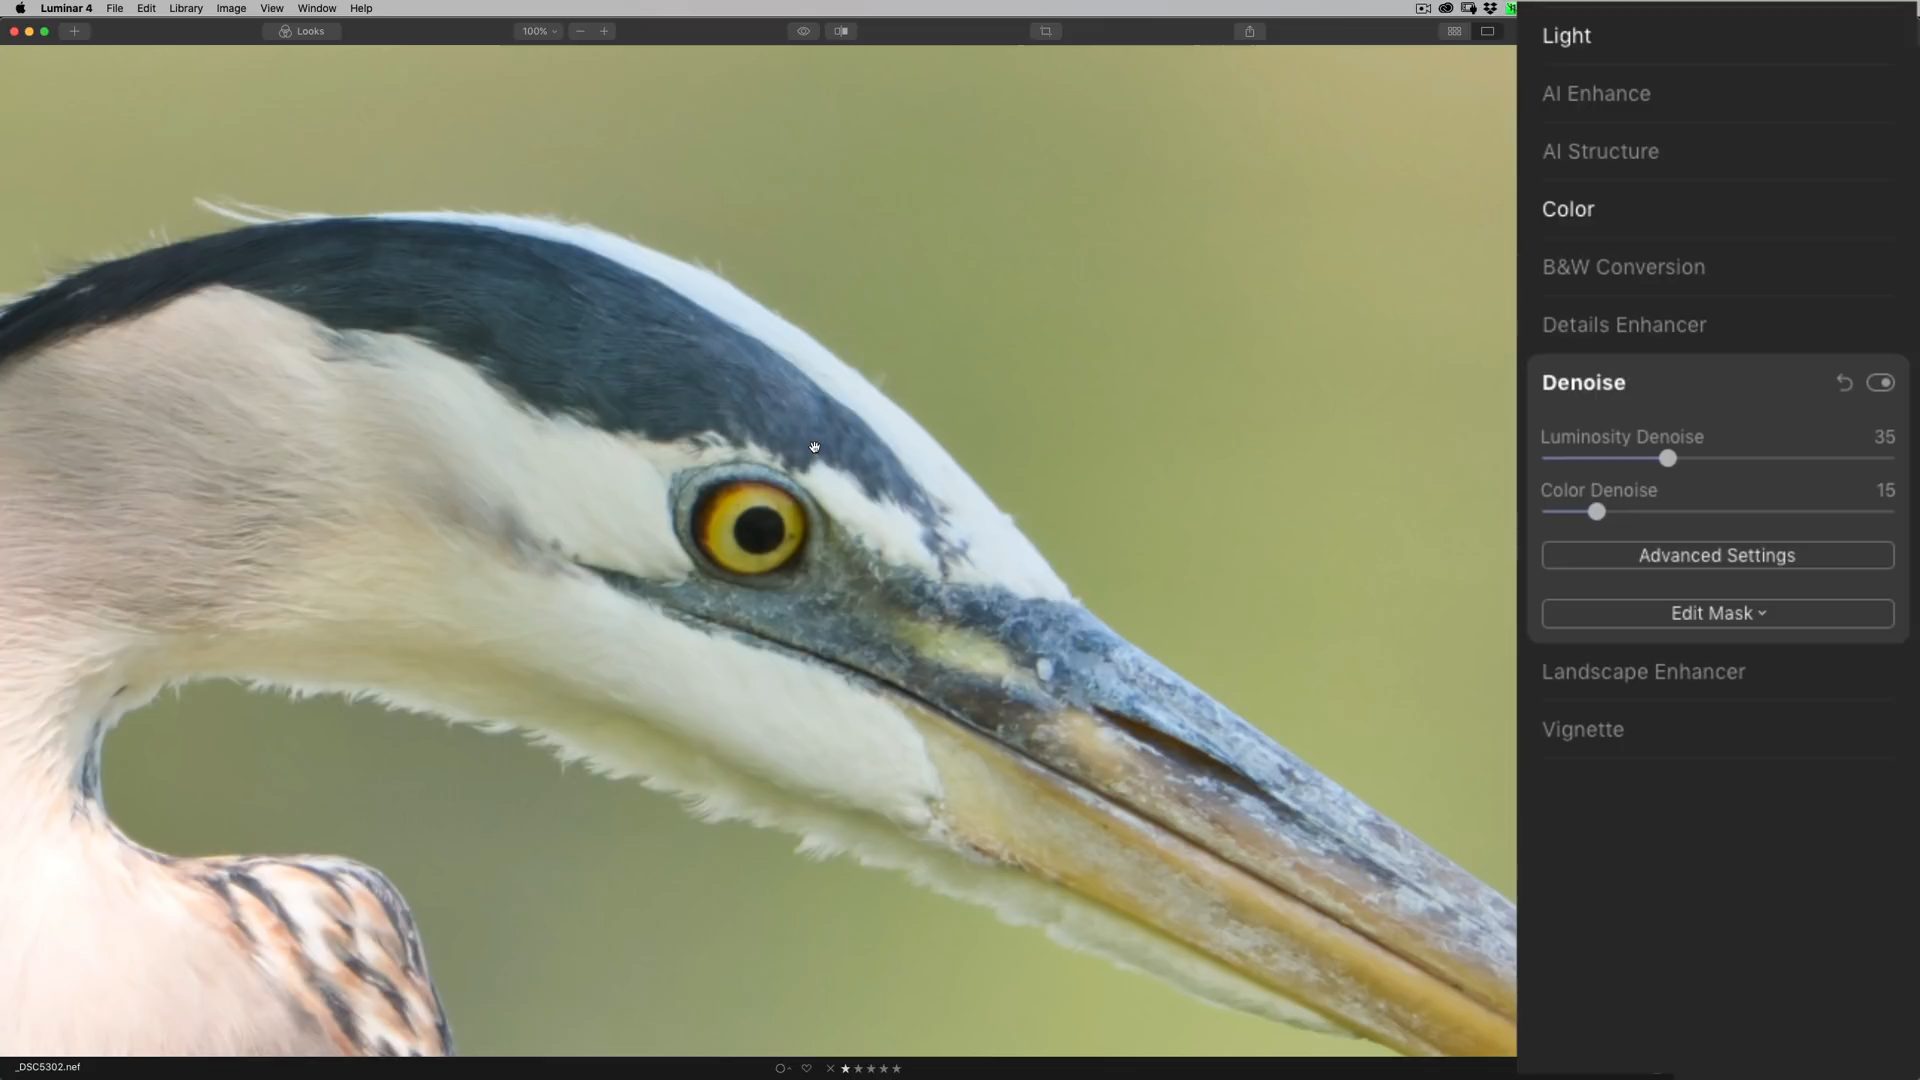 Luminar 4 File Edit Library Image View Window Help
Looks
100%
Light
AI Enhance
AI Structure
Color
B&W Conversion
Details Enhancer
Denoise
Luminosity Denoise 35
Color Denoise 15
Advanced Settings
Edit Mask
Landscape Enhancer
Vignette
_DSC5302.nef